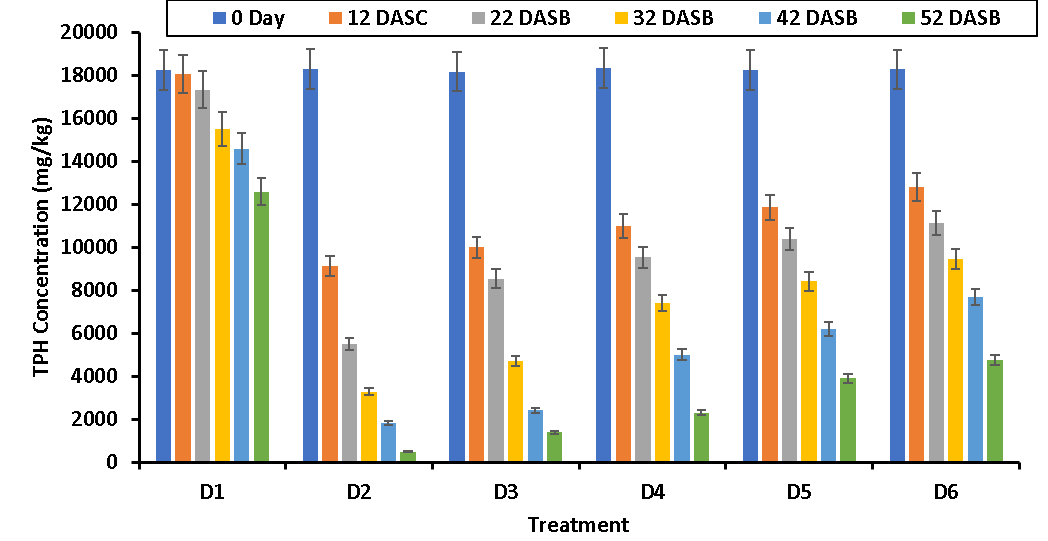 0 Day 12 DASC 22 DASB 32 DASB 42 DASB 52 DASB
20000
18000
16000
14000
12000
10000
8000
6000
4000
2000
0
TPH Concentration (mg/kg)
D1 D2 D3 D4 D5 D6
Treatment